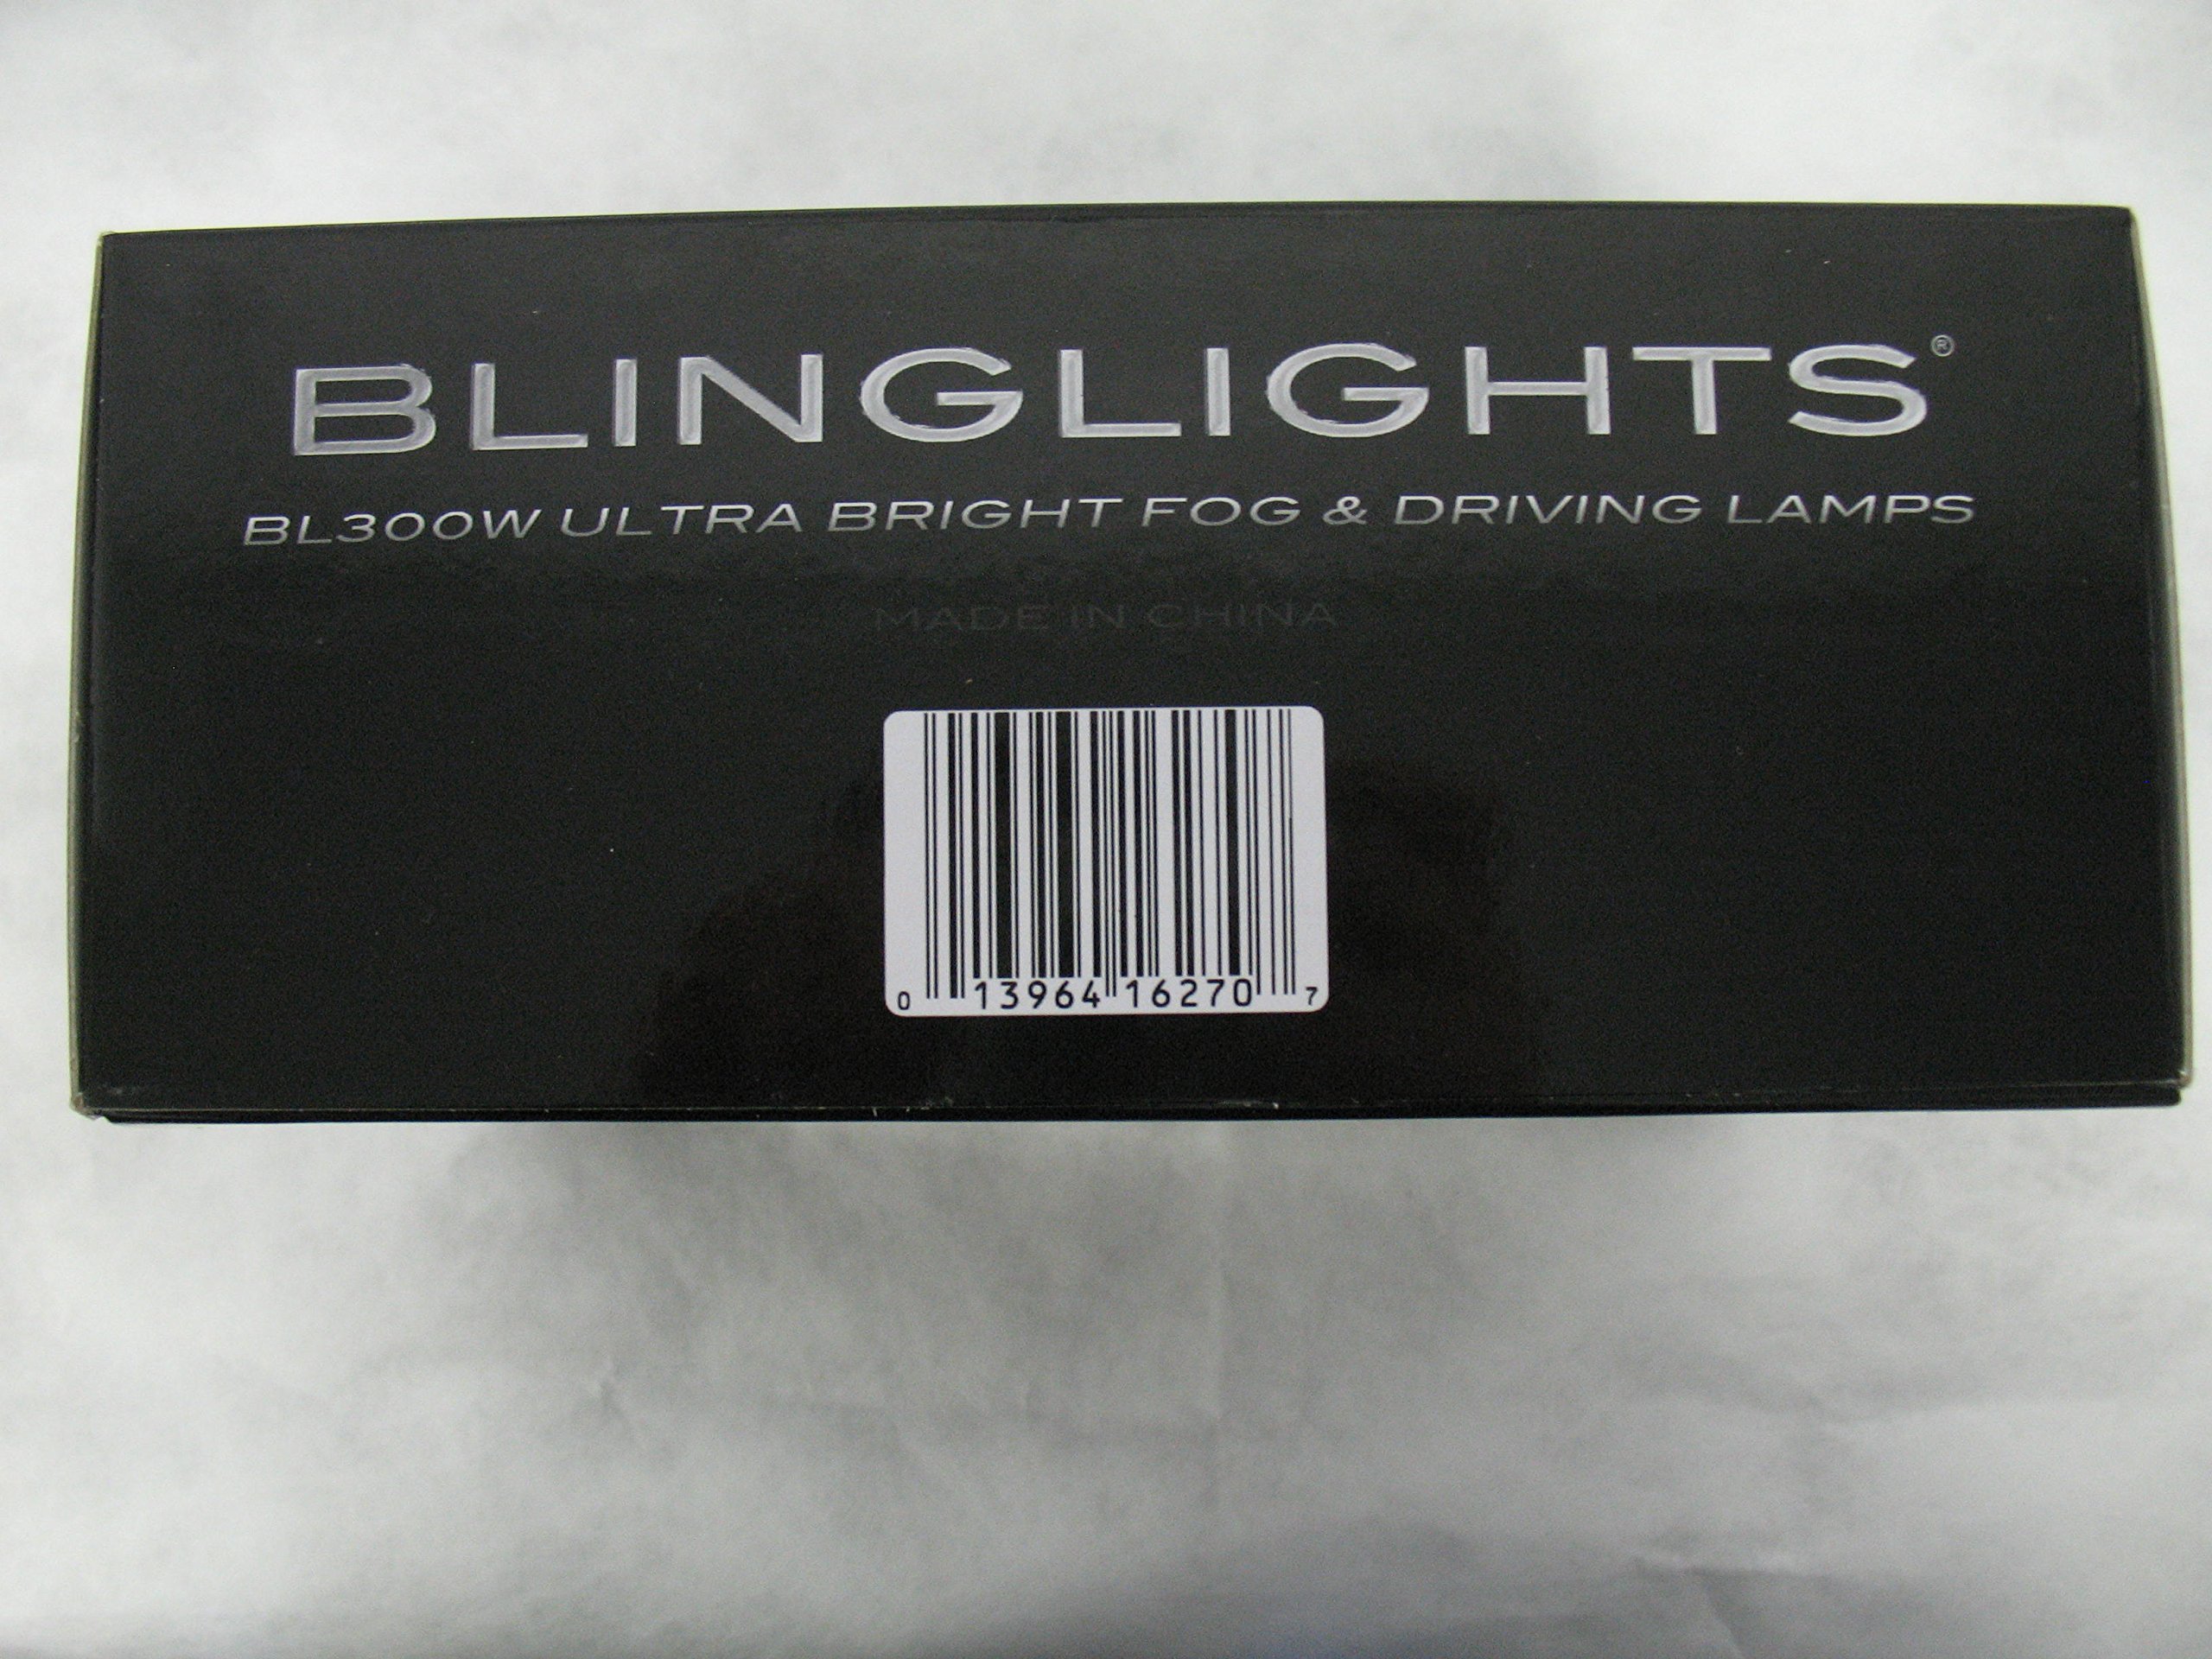 BLINGLIGHTS®
BL300W ULTRA BRIGHT FOG & DRIVING LAMPS
MADE IN CHINA
0 13964 16270 7